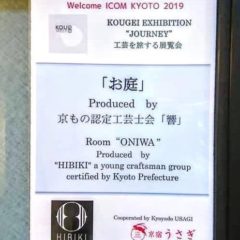 Welcome ICOM KYOTO 2019
KOUGEI
KOUGEI EXHIBITION
"JOURNEY"
工芸を旅する展覧会
「お庭」
Produced by
京もの認定工芸士会「響」
Room "ONIWA"
Produced by
"HIBIKI" a young craftsman group
certified by Kyoto Prefecture
HIBIKI
Cooperated by Kyoyado USAGI
京宿うさぎ